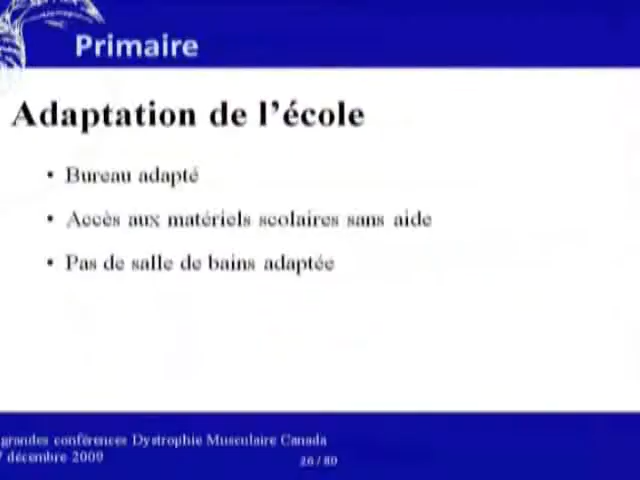 Primaire
Adaptation de l'école
• Bureau adapté
• Accès aux matériels scolaires sans aide
• Pas de salle de bains adaptée
grandes conférences Dystrophie Musculaire Canada
7 décembre 2009
26 / 80